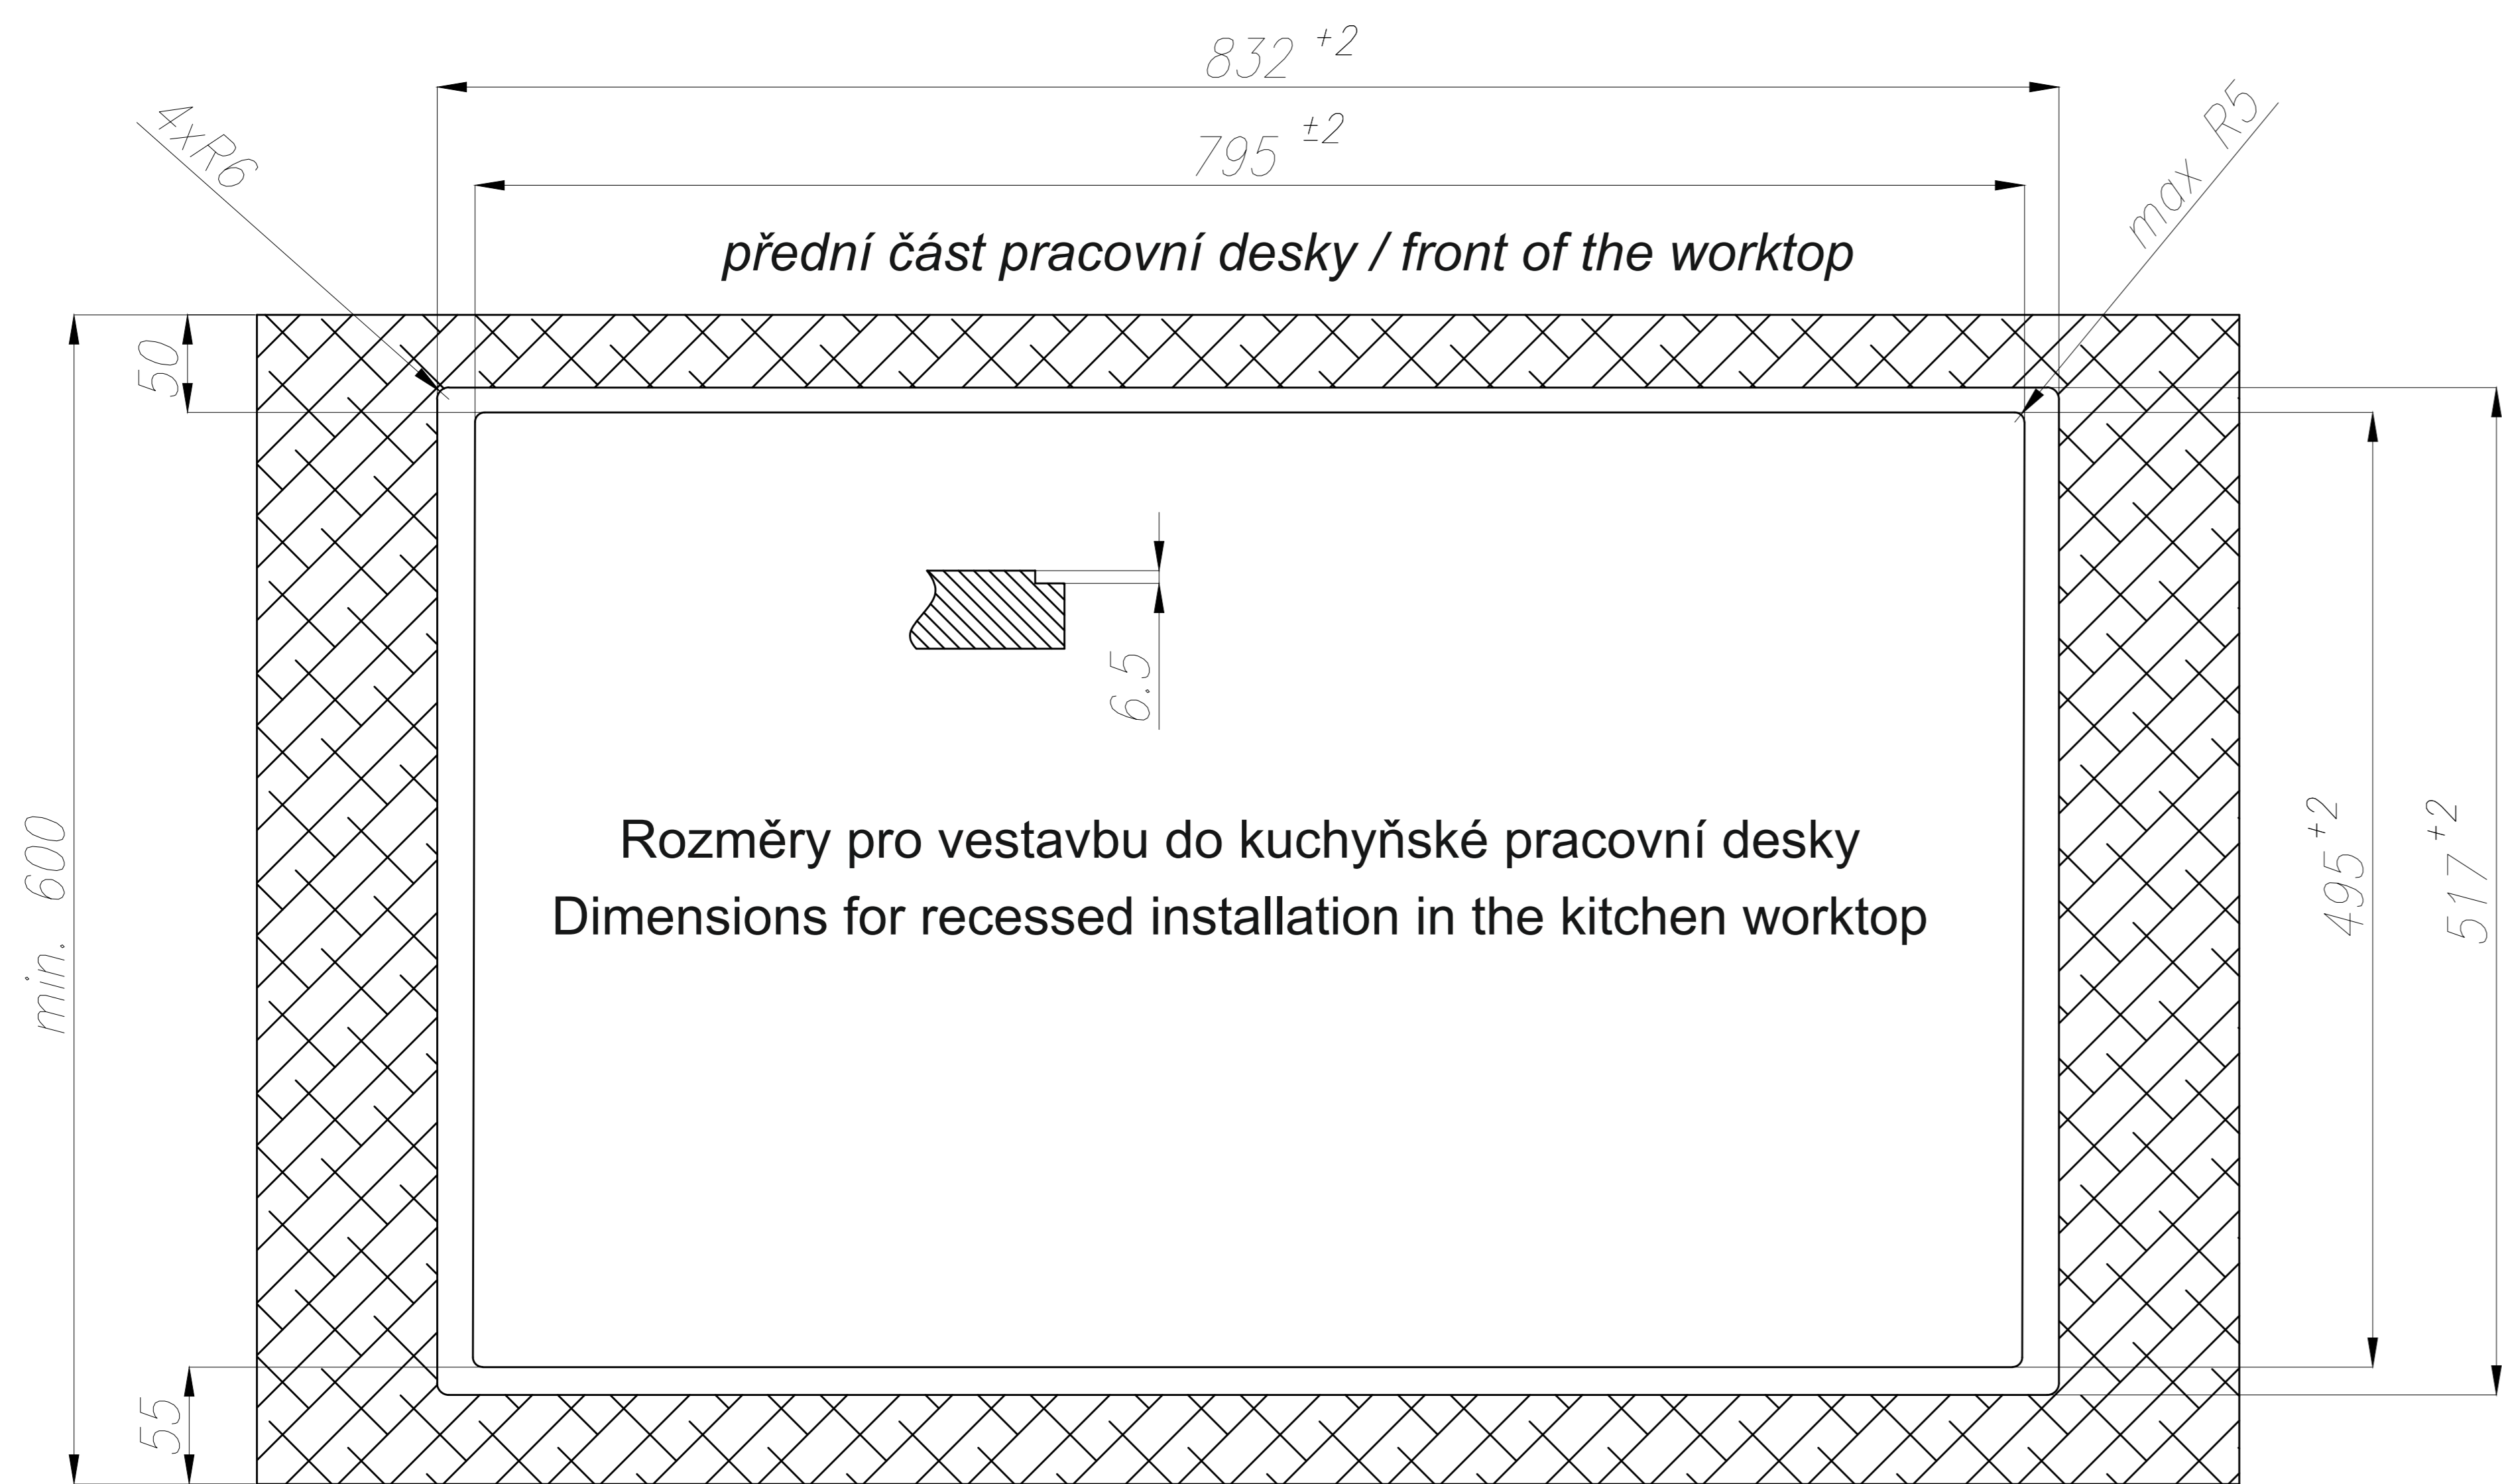 832 +2
795 ±2
4xR6
max R5
přední část pracovní desky / front of the worktop
50
6.5
min. 600
Rozměry pro vestavbu do kuchyňské pracovní desky
Dimensions for recessed installation in the kitchen worktop
495 +2
517 +2
55